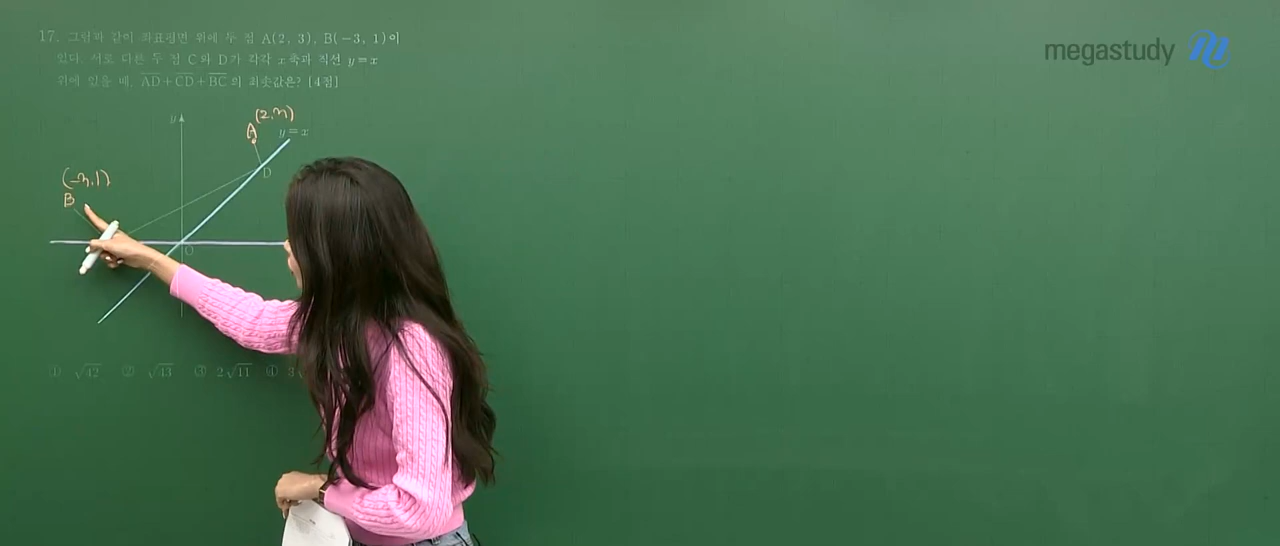 17. 그림과 같이 좌표평면 위에 두 점 A(2, 3), B(-3, 1)이
있다. 서로 다른 두 점 C와 D가 각각 x축과 직선 y=x
위에 있을 때, AD+CD+BC의 최솟값은? [4점]
megastudy
y
(2,3)
A
y=x
D
(-3,1)
B
O
① √42 ② √43 ③ 2√11 ④ 3